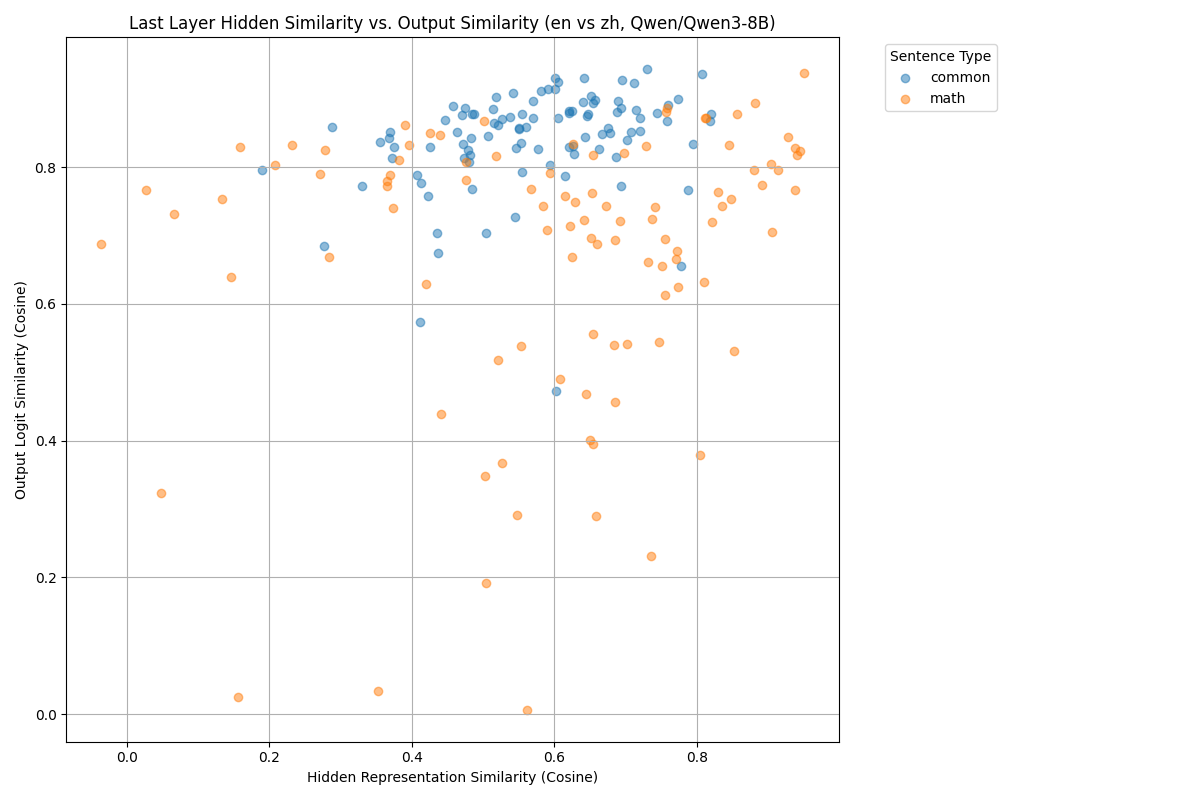 Last Layer Hidden Similarity vs. Output Similarity (en vs zh, Qwen/Qwen3-8B)
Sentence Type
common
math
Output Logit Similarity (Cosine)
0.8
0.6
0.4
0.2
0.0
0.0 0.2 0.4 0.6 0.8
Hidden Representation Similarity (Cosine)